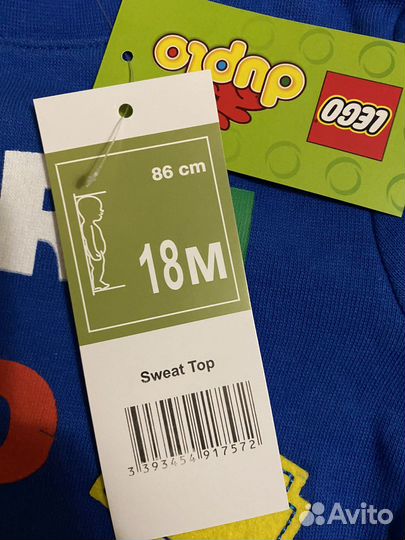 duplo
LEGO
86 cm
18M
Sweat Top
3 393454 917572
R
Avito